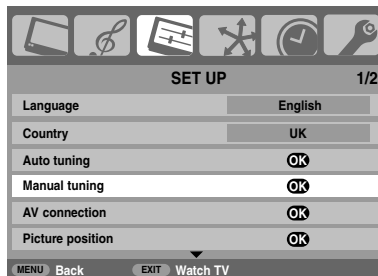 SET UP 1/2
Language English
Country UK
Auto tuning OK
Manual tuning OK
AV connection OK
Picture position OK
MENU Back EXIT Watch TV